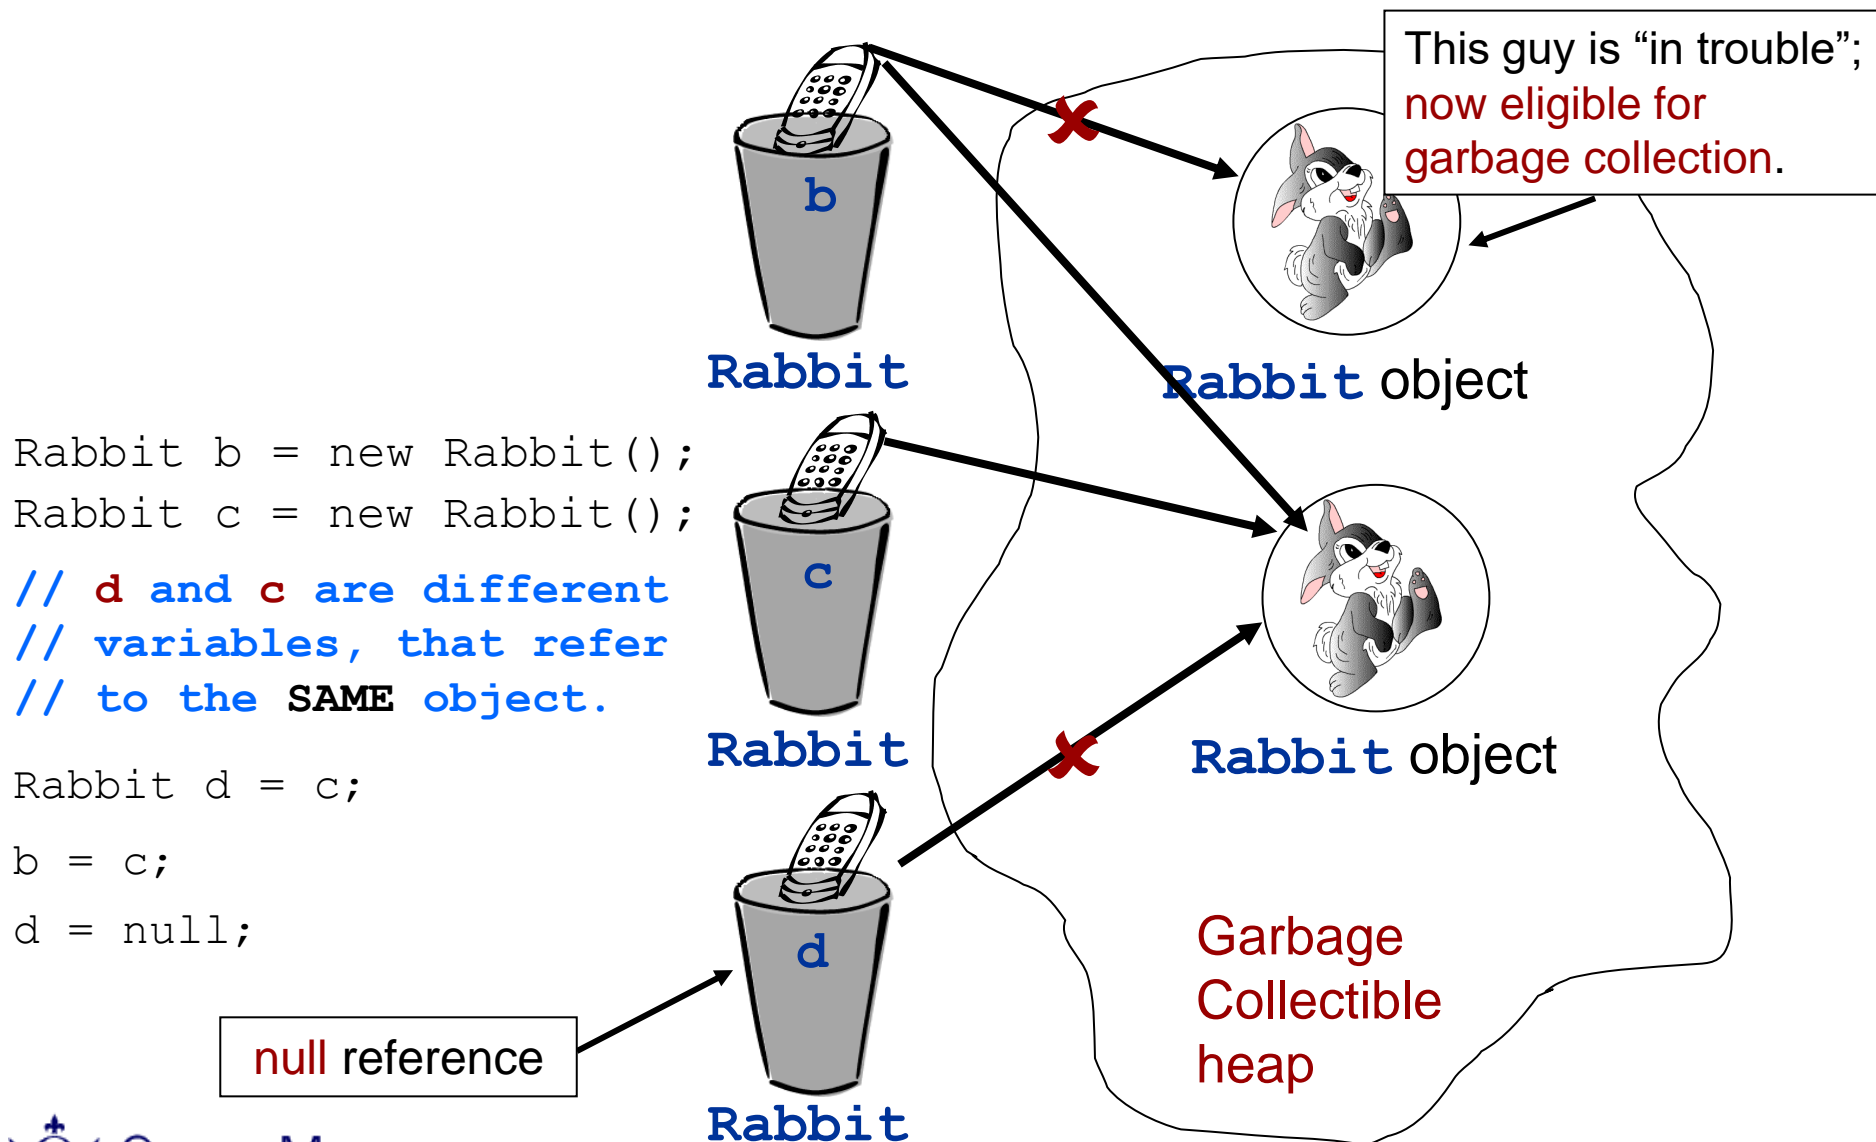 This guy is “in trouble”;
now eligible for
garbage collection.
b
Rabbit
Rabbit object
Rabbit b = new Rabbit();
Rabbit c = new Rabbit();
// d and c are different
// variables, that refer
// to the SAME object.
c
Rabbit
Rabbit object
Rabbit d = c;
b = c;
d = null;
d
Garbage
Collectible
heap
null reference
Rabbit